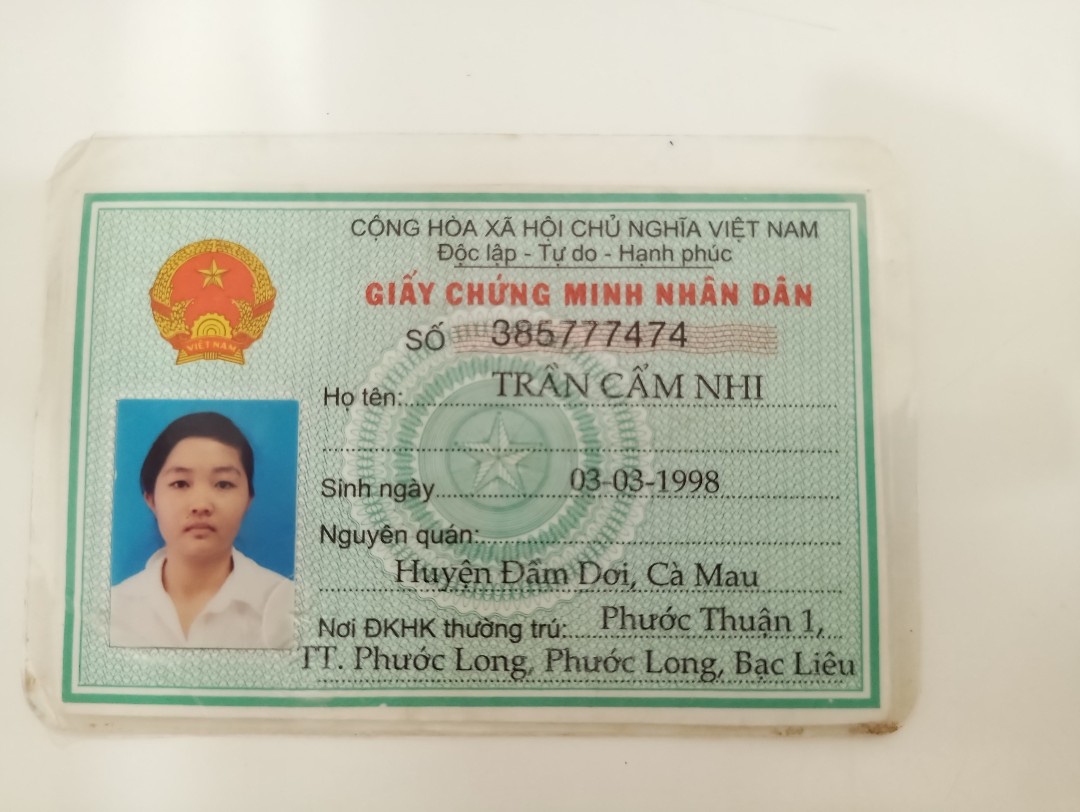 CỘNG HÒA XÃ HỘI CHỦ NGHĨA VIỆT NAM
Độc lập - Tự do - Hạnh phúc
GIẤY CHỨNG MINH NHÂN DÂN
SỐ 385777474
VIỆT NAM
Họ tên: TRẦN CẨM NHI
Sinh ngày 03-03-1998
Nguyên quán:
Huyện Đầm Dơi, Cà Mau
Nơi ĐKHK thường trú: Phước Thuận 1,
TT. Phước Long, Phước Long, Bạc Liêu